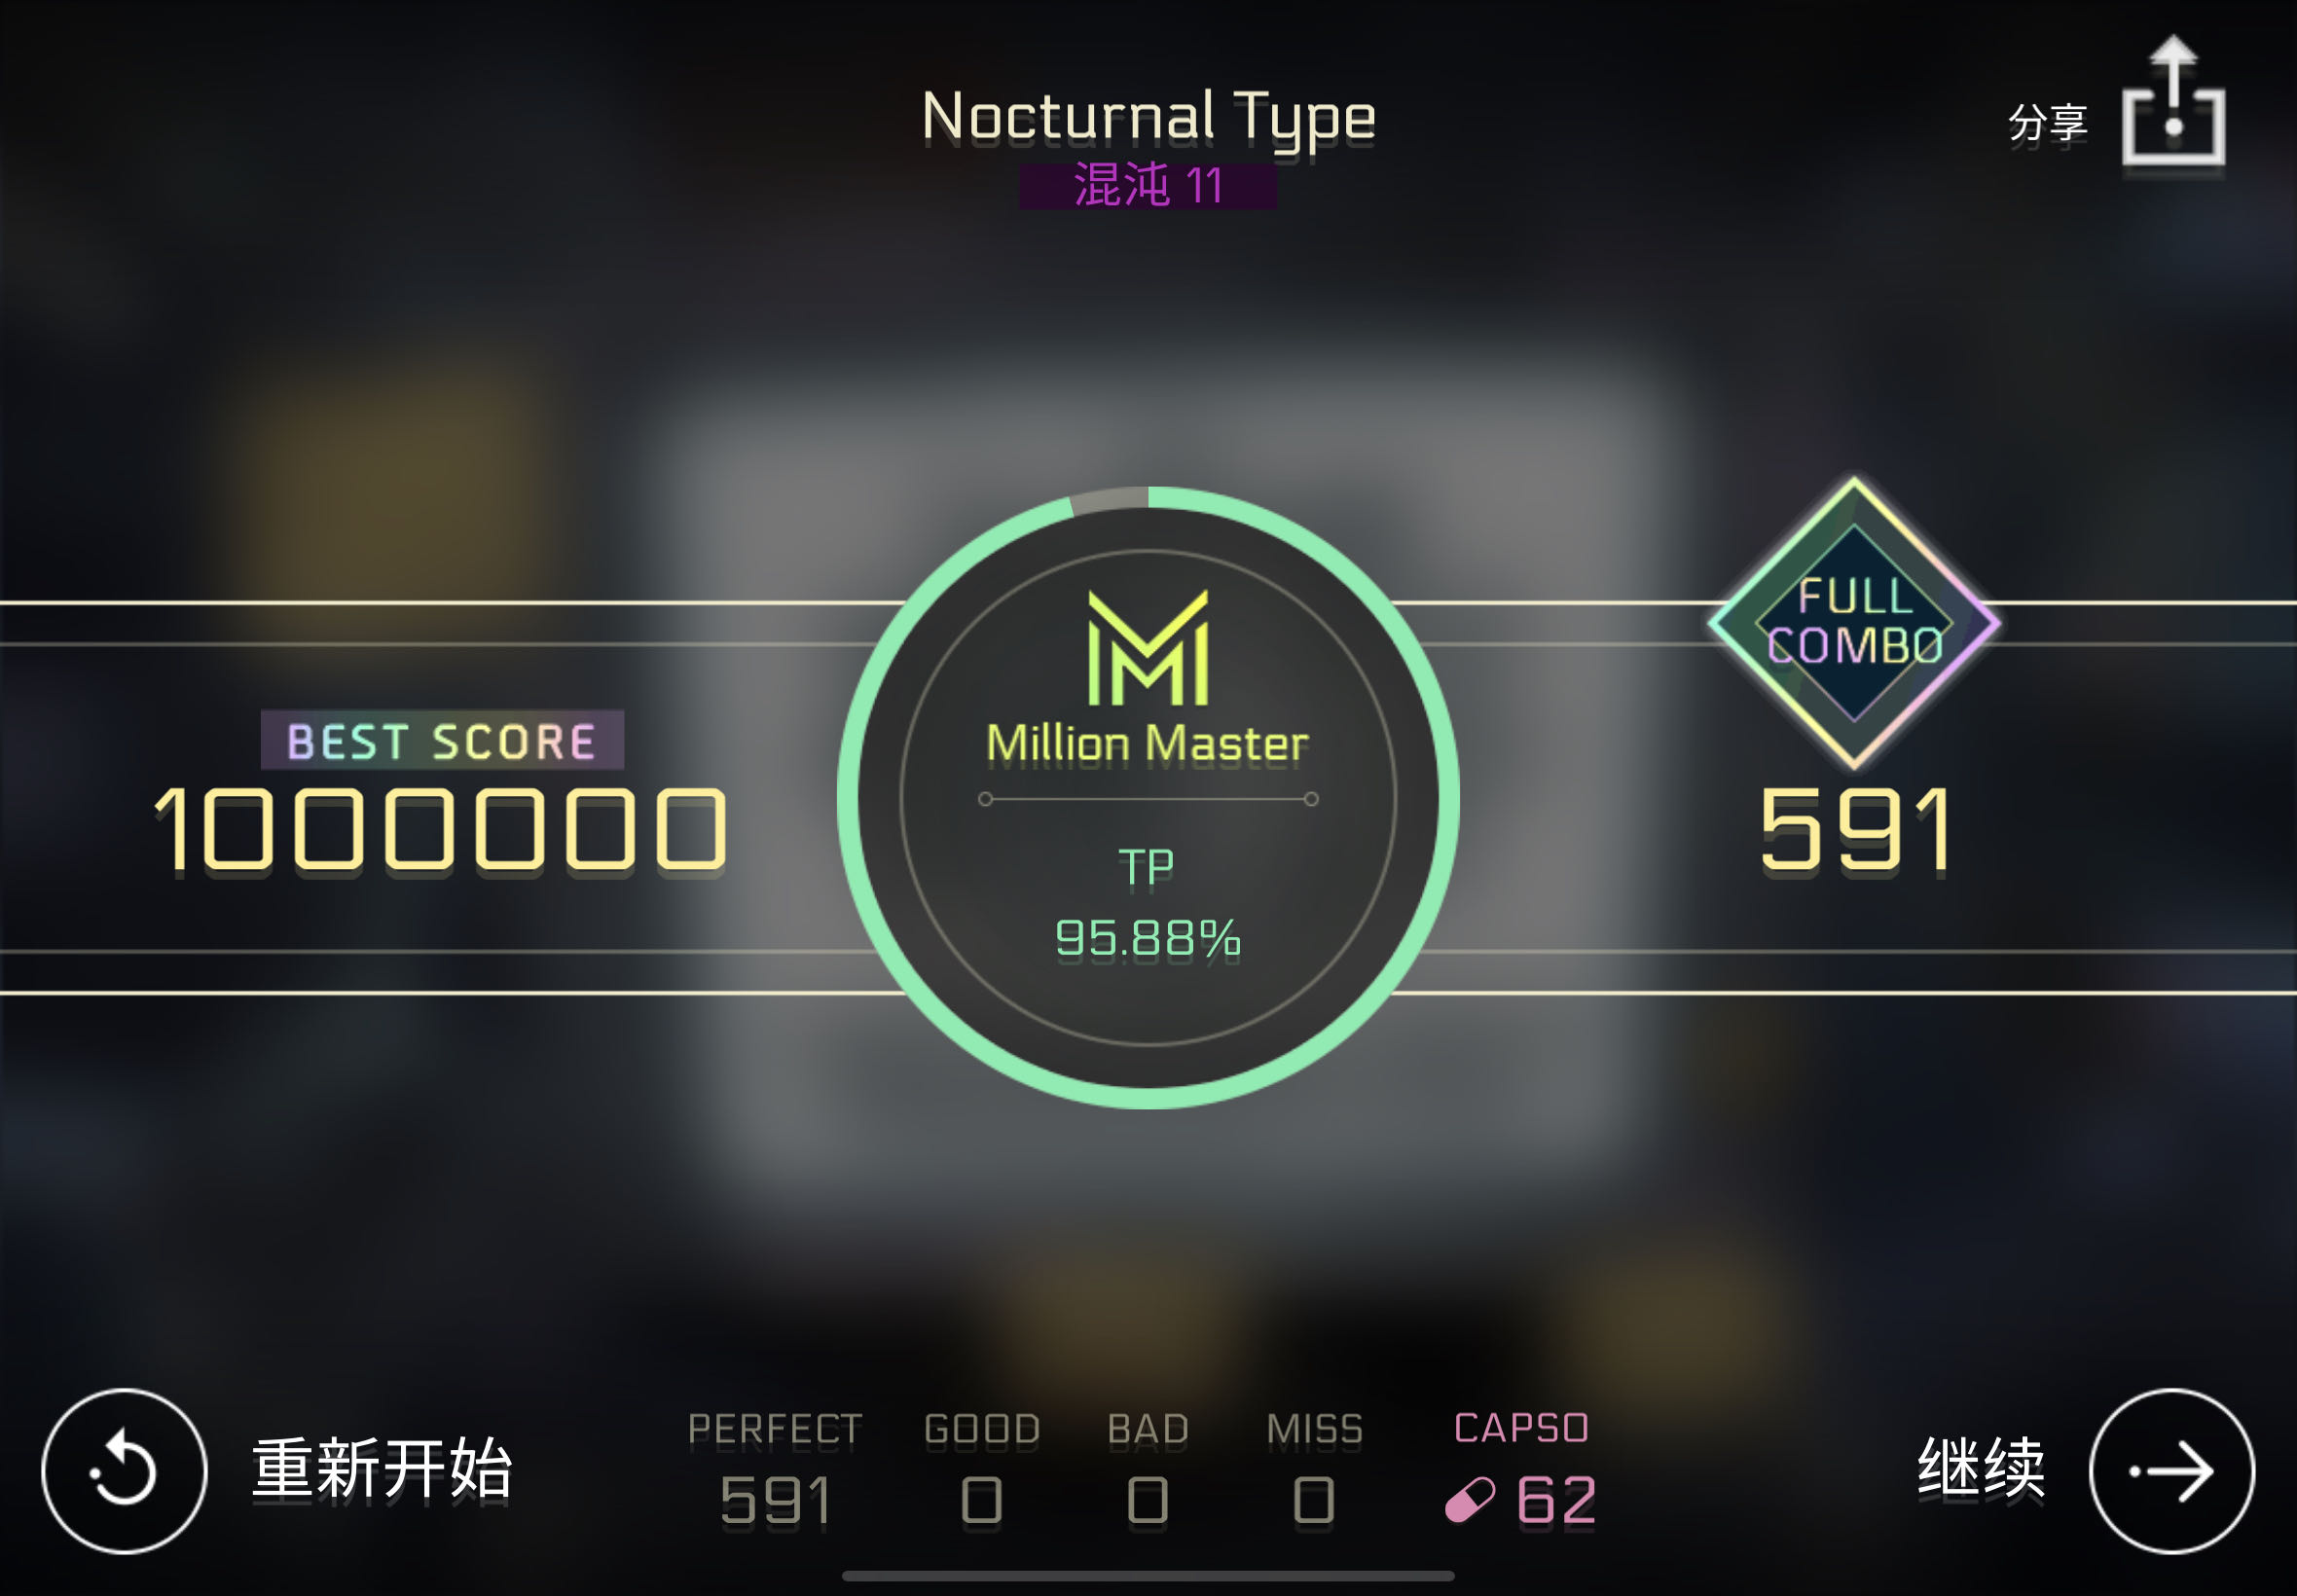 Nocturnal Type
混沌 11
分享
FULL
COMBO
Million Master
BEST SCORE
1000000
591
TP
95.88%
PERFECT GOOD BAD MISS CAPSO
591 0 0 0 62
重新开始
继续